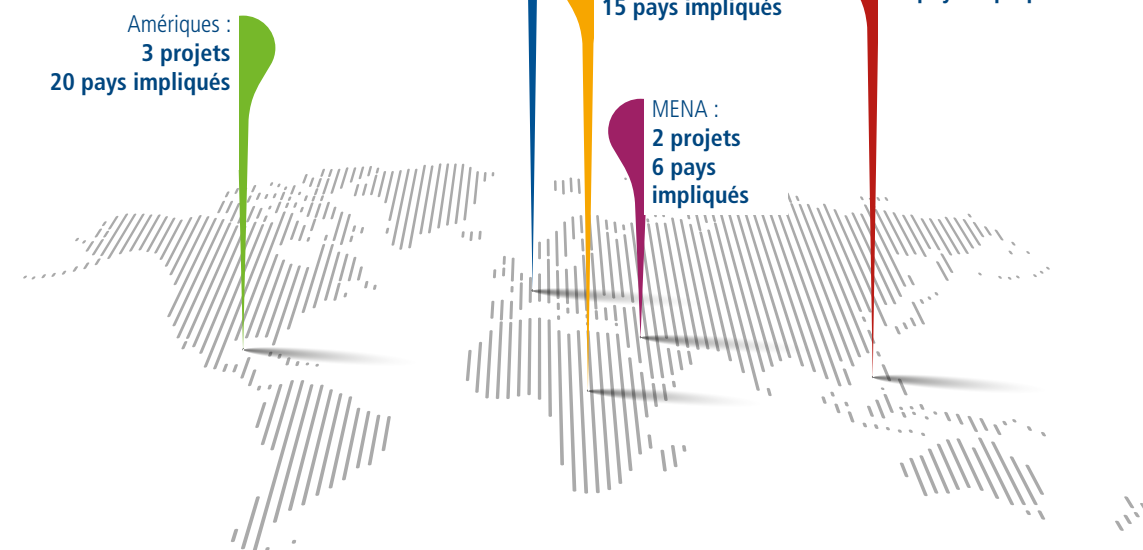 Amériques :
3 projets
20 pays impliqués
15 pays impliqués
MENA :
2 projets
6 pays
impliqués